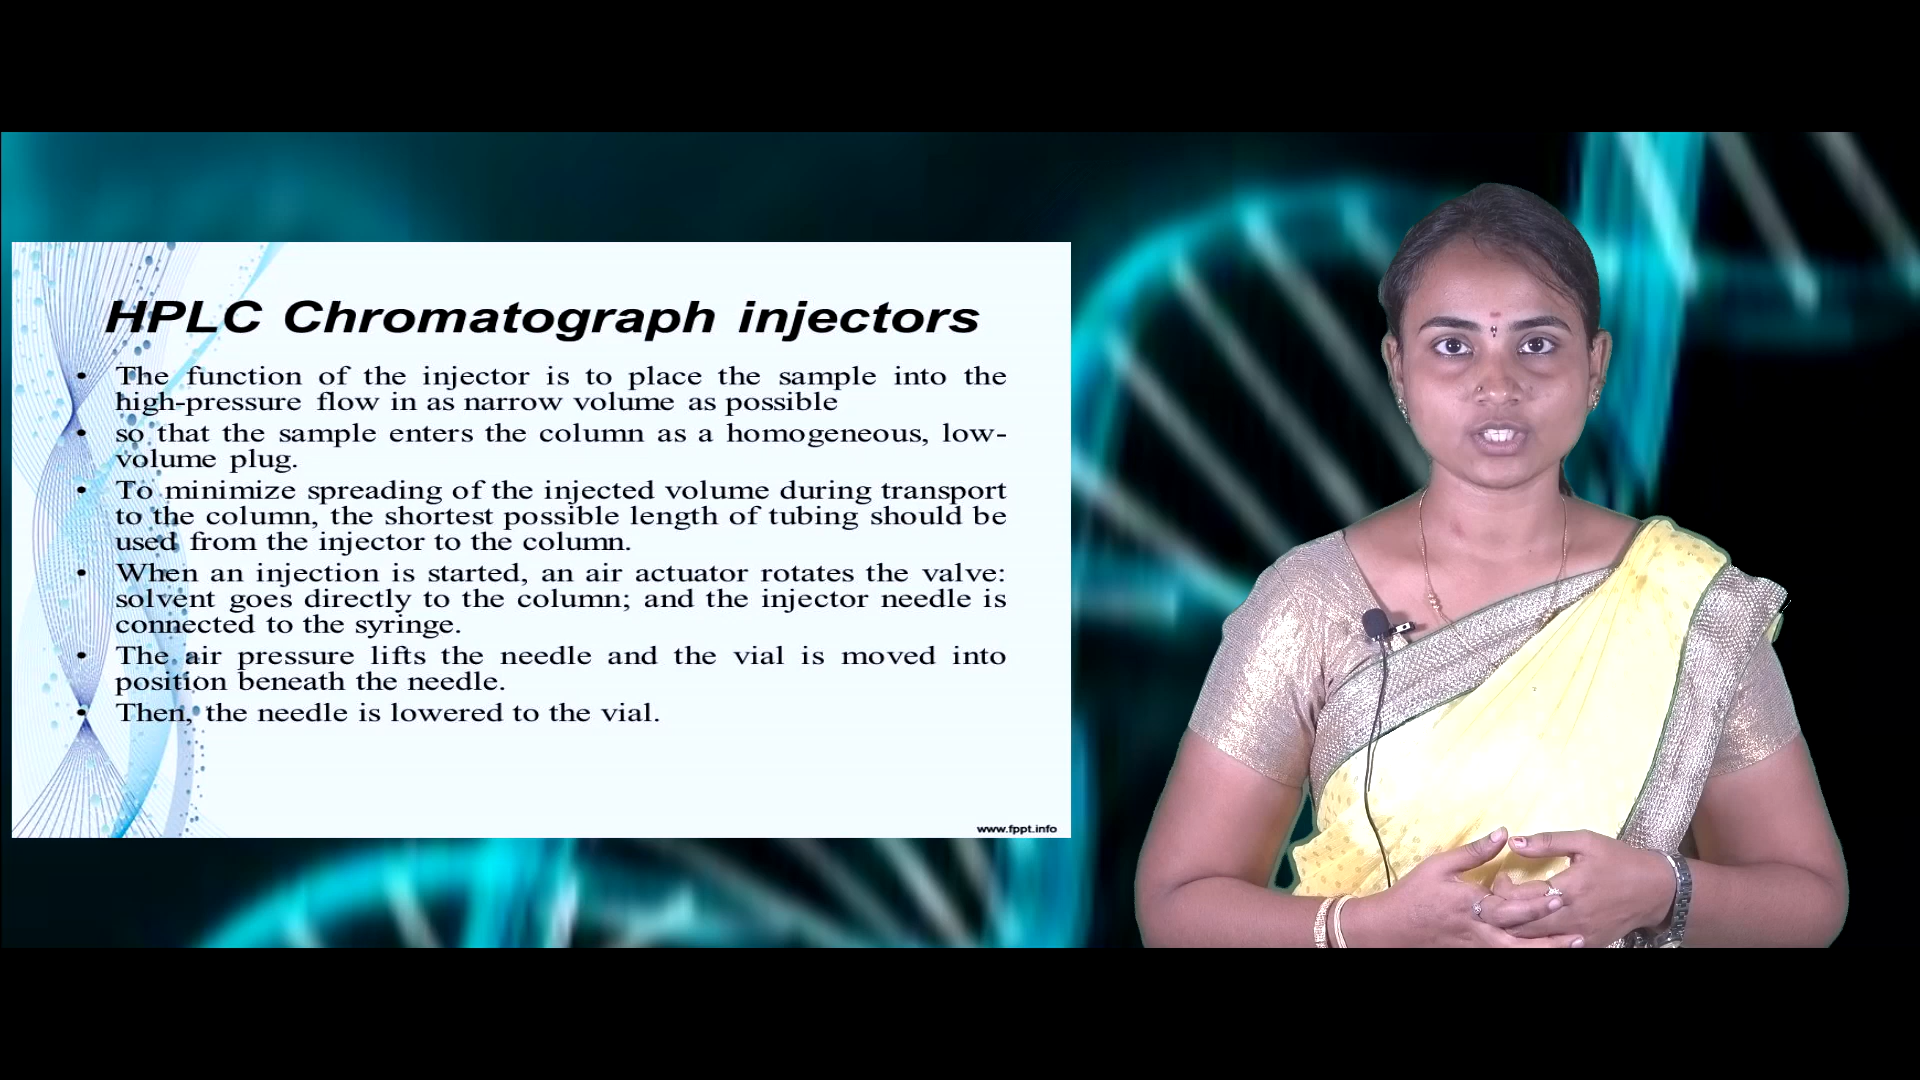 HPLC Chromatograph injectors
• The function of the injector is to place the sample into the
high-pressure flow in as narrow volume as possible
• so that the sample enters the column as a homogeneous, low-
volume plug.
• To minimize spreading of the injected volume during transport
to the column, the shortest possible length of tubing should be
used from the injector to the column.
• When an injection is started, an air actuator rotates the valve:
solvent goes directly to the column; and the injector needle is
connected to the syringe.
• The air pressure lifts the needle and the vial is moved into
position beneath the needle.
• Then, the needle is lowered to the vial.
www.fppt.info